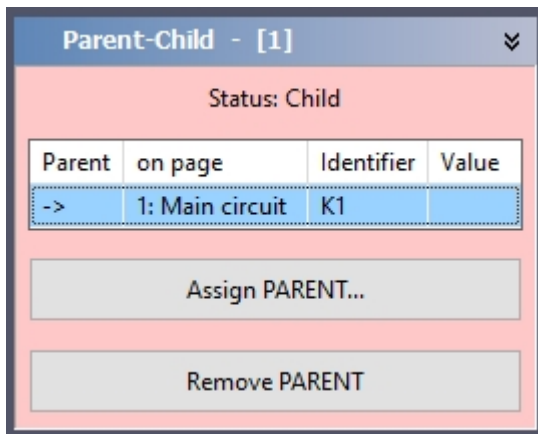 Parent-Child - [1]
Status: Child
Parent on page Identifier Value
-> 1: Main circuit K1
Assign PARENT...
Remove PARENT